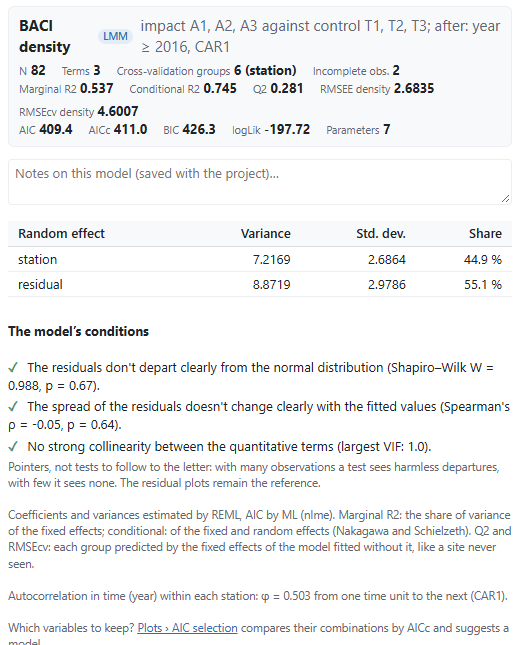 BACI density LMM impact A1, A2, A3 against control T1, T2, T3; after: year ≥ 2016, CAR1
N 82 Terms 3 Cross-validation groups 6 (station) Incomplete obs. 2
Marginal R2 0.537 Conditional R2 0.745 Q2 0.281 RMSEE density 2.6835
RMSEcv density 4.6007
AIC 409.4 AICc 411.0 BIC 426.3 logLik -197.72 Parameters 7
Notes on this model (saved with the project)...
Random effect Variance Std. dev. Share
station 7.2169 2.6864 44.9 %
residual 8.8719 2.9786 55.1 %
The model's conditions
✓ The residuals don't depart clearly from the normal distribution (Shapiro–Wilk W =
0.988, p = 0.67).
✓ The spread of the residuals doesn't change clearly with the fitted values (Spearman's
ρ = -0.05, p = 0.64).
✓ No strong collinearity between the quantitative terms (largest VIF: 1.0).
Pointers, not tests to follow to the letter: with many observations a test sees harmless departures,
with few it sees none. The residual plots remain the reference.
Coefficients and variances estimated by REML, AIC by ML (nlme). Marginal R2: the share of variance
of the fixed effects; conditional: of the fixed and random effects (Nakagawa and Schielzeth). Q2 and
RMSEcv: each group predicted by the fixed effects of the model fitted without it, like a site never
seen.
Autocorrelation in time (year) within each station: φ = 0.503 from one time unit to the next (CAR1).
Which variables to keep? Plots › AIC selection compares their combinations by AICc and suggests a
model.